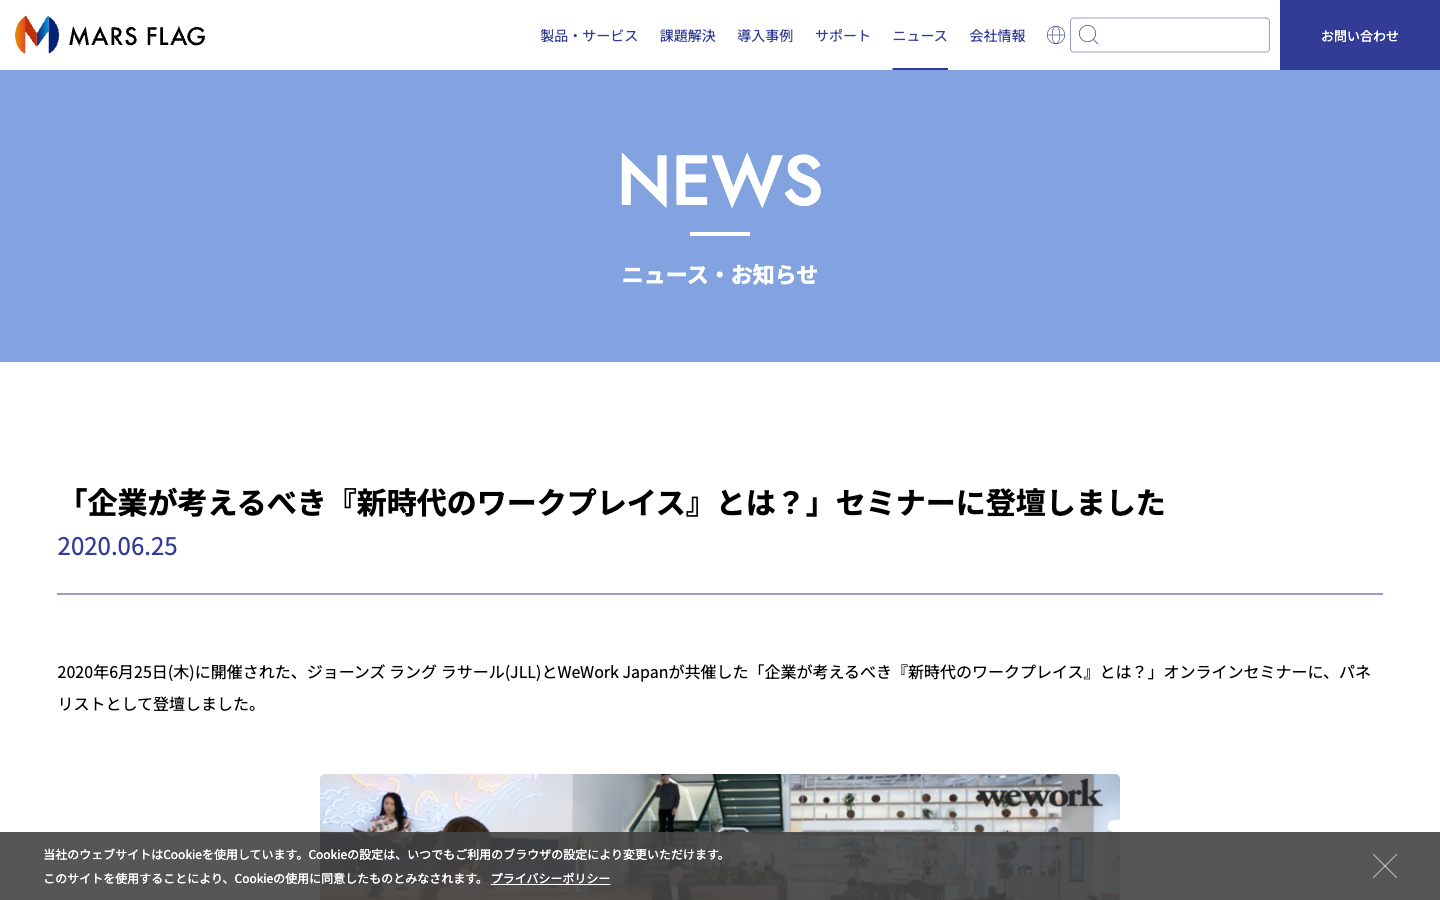 MARS FLAG
製品・サービス
課題解決
導入事例
サポート
ニュース
会社情報
お問い合わせ
NEWS
ニュース・お知らせ
「企業が考えるべき『新時代のワークプレイス』とは？」セミナーに登壇しました
2020.06.25
2020年6月25日(木)に開催された、ジョーンズ ラング ラサール(JLL)とWeWork Japanが共催した「企業が考えるべき『新時代のワークプレイス』とは？」オンラインセミナーに、パネ
リストとして登壇しました。
wework
当社のウェブサイトはCookieを使用しています。Cookieの設定は、いつでもご利用のブラウザの設定により変更いただけます。
このサイトを使用することにより、Cookieの使用に同意したものとみなされます。 プライバシーポリシー